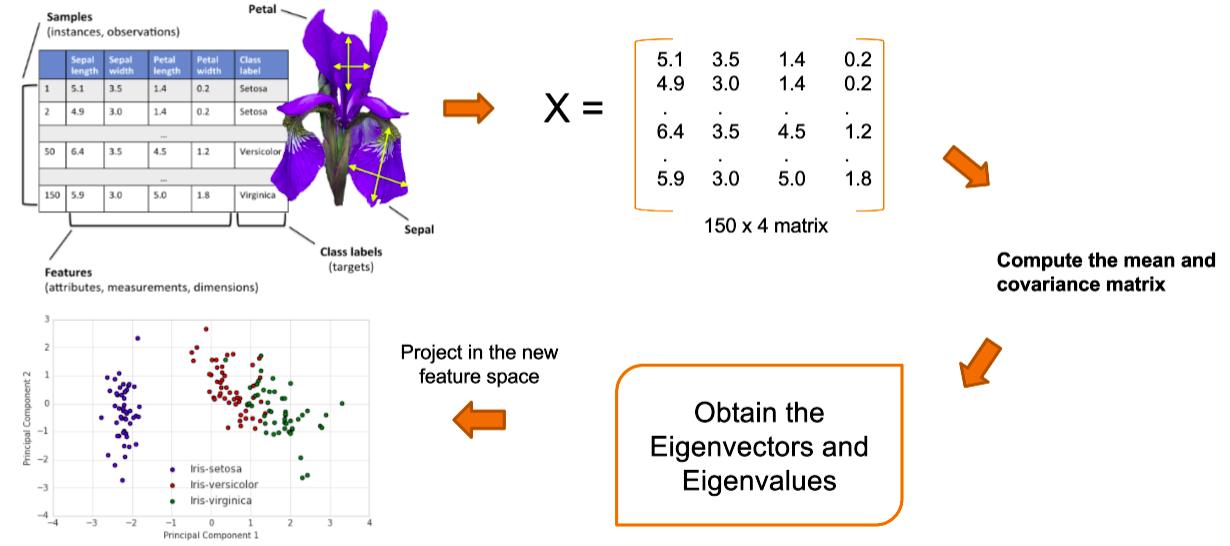 Samples
(instances, observations)
Petal
Sepal length Sepal width Petal length Petal width Class label
1 5.1 3.5 1.4 0.2 Setosa
2 4.9 3.0 1.4 0.2 Setosa
...
50 6.4 3.5 4.5 1.2 Versicolor
...
150 5.9 3.0 5.0 1.8 Virginica
Sepal
Class labels
(targets)
Features
(attributes, measurements, dimensions)
X =
5.1 3.5 1.4 0.2
4.9 3.0 1.4 0.2
. . . .
6.4 3.5 4.5 1.2
. . . .
5.9 3.0 5.0 1.8
150 x 4 matrix
Compute the mean and
covariance matrix
Obtain the
Eigenvectors and
Eigenvalues
Project in the new
feature space
Principal Component 2
3
2
1
0
−1
−2
−3
−4
Iris-setosa
Iris-versicolor
Iris-virginica
−4 −3 −2 −1 0 1 2 3 4
Principal Component 1